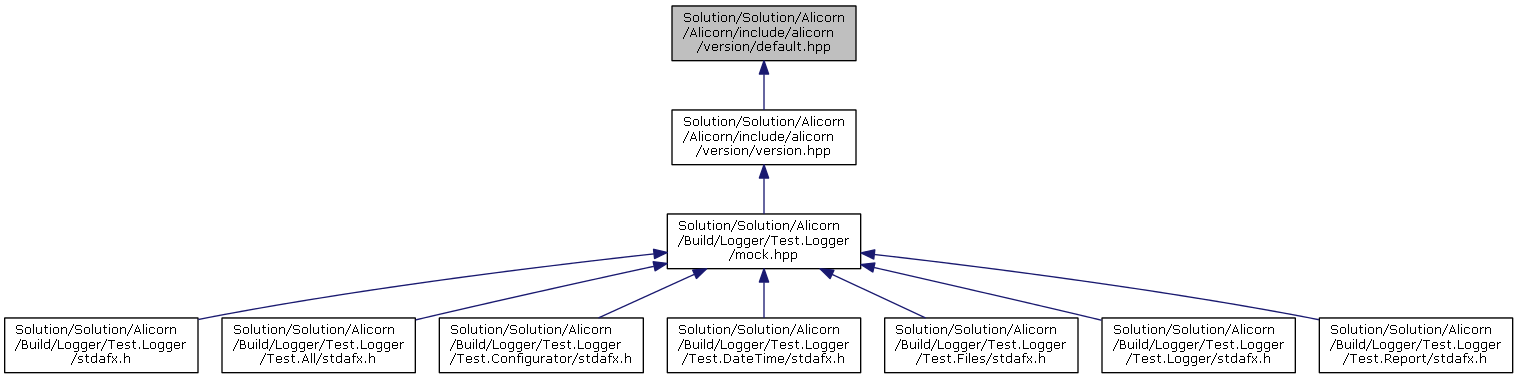 Solution/Solution/Alicorn
/Alicorn/include/alicorn
/version/default.hpp
Solution/Solution/Alicorn
/Alicorn/include/alicorn
/version/version.hpp
Solution/Solution/Alicorn
/Build/Logger/Test.Logger
/mock.hpp
Solution/Solution/Alicorn
/Build/Logger/Test.Logger
/stdafx.h
Solution/Solution/Alicorn
/Build/Logger/Test.Logger
/Test.All/stdafx.h
Solution/Solution/Alicorn
/Build/Logger/Test.Logger
/Test.Configurator/stdafx.h
Solution/Solution/Alicorn
/Build/Logger/Test.Logger
/Test.DateTime/stdafx.h
Solution/Solution/Alicorn
/Build/Logger/Test.Logger
/Test.Files/stdafx.h
Solution/Solution/Alicorn
/Build/Logger/Test.Logger
/Test.Logger/stdafx.h
Solution/Solution/Alicorn
/Build/Logger/Test.Logger
/Test.Report/stdafx.h